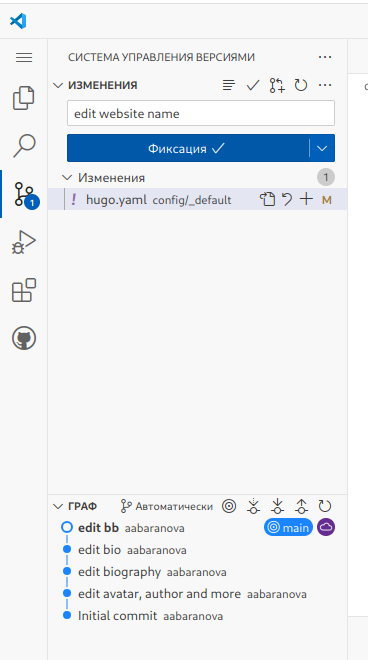 СИСТЕМА УПРАВЛЕНИЯ ВЕРСИЯМИ
ИЗМЕНЕНИЯ
edit website name
Фиксация
Изменения 1
! hugo.yaml config/_default M
1
ГРАФ Автоматически
edit bb aabaranova main
edit bio aabaranova
edit biography aabaranova
edit avatar, author and more aabaranova
Initial commit aabaranova